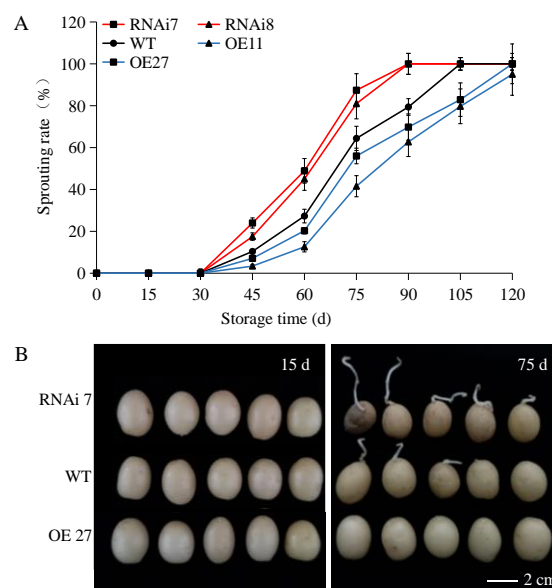 A
RNAi7 RNAi8
WT OE11
OE27
Sprouting rate（%）
120
100
80
60
40
20
0
0 15 30 45 60 75 90 105 120
Storage time (d)
B
15 d 75 d
RNAi 7
WT
OE 27
2 cm